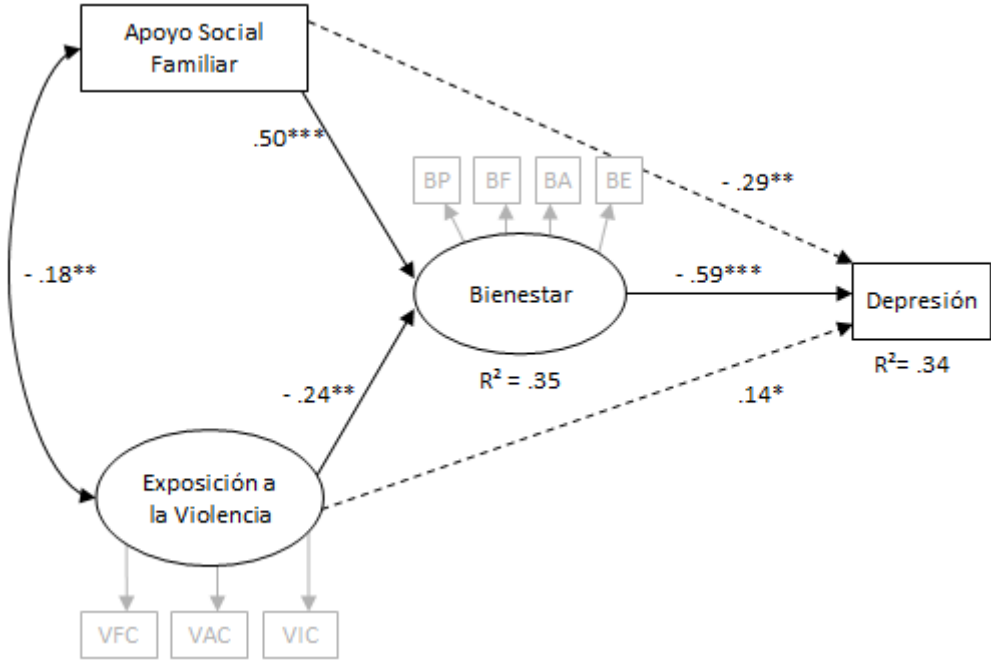 Apoyo Social
Familiar
.50***
BP
BF
BA
BE
- .29**
- .18**
Bienestar
- .59***
Depresión
R² = .35
R²= .34
- .24**
.14*
Exposición a
la Violencia
VFC
VAC
VIC